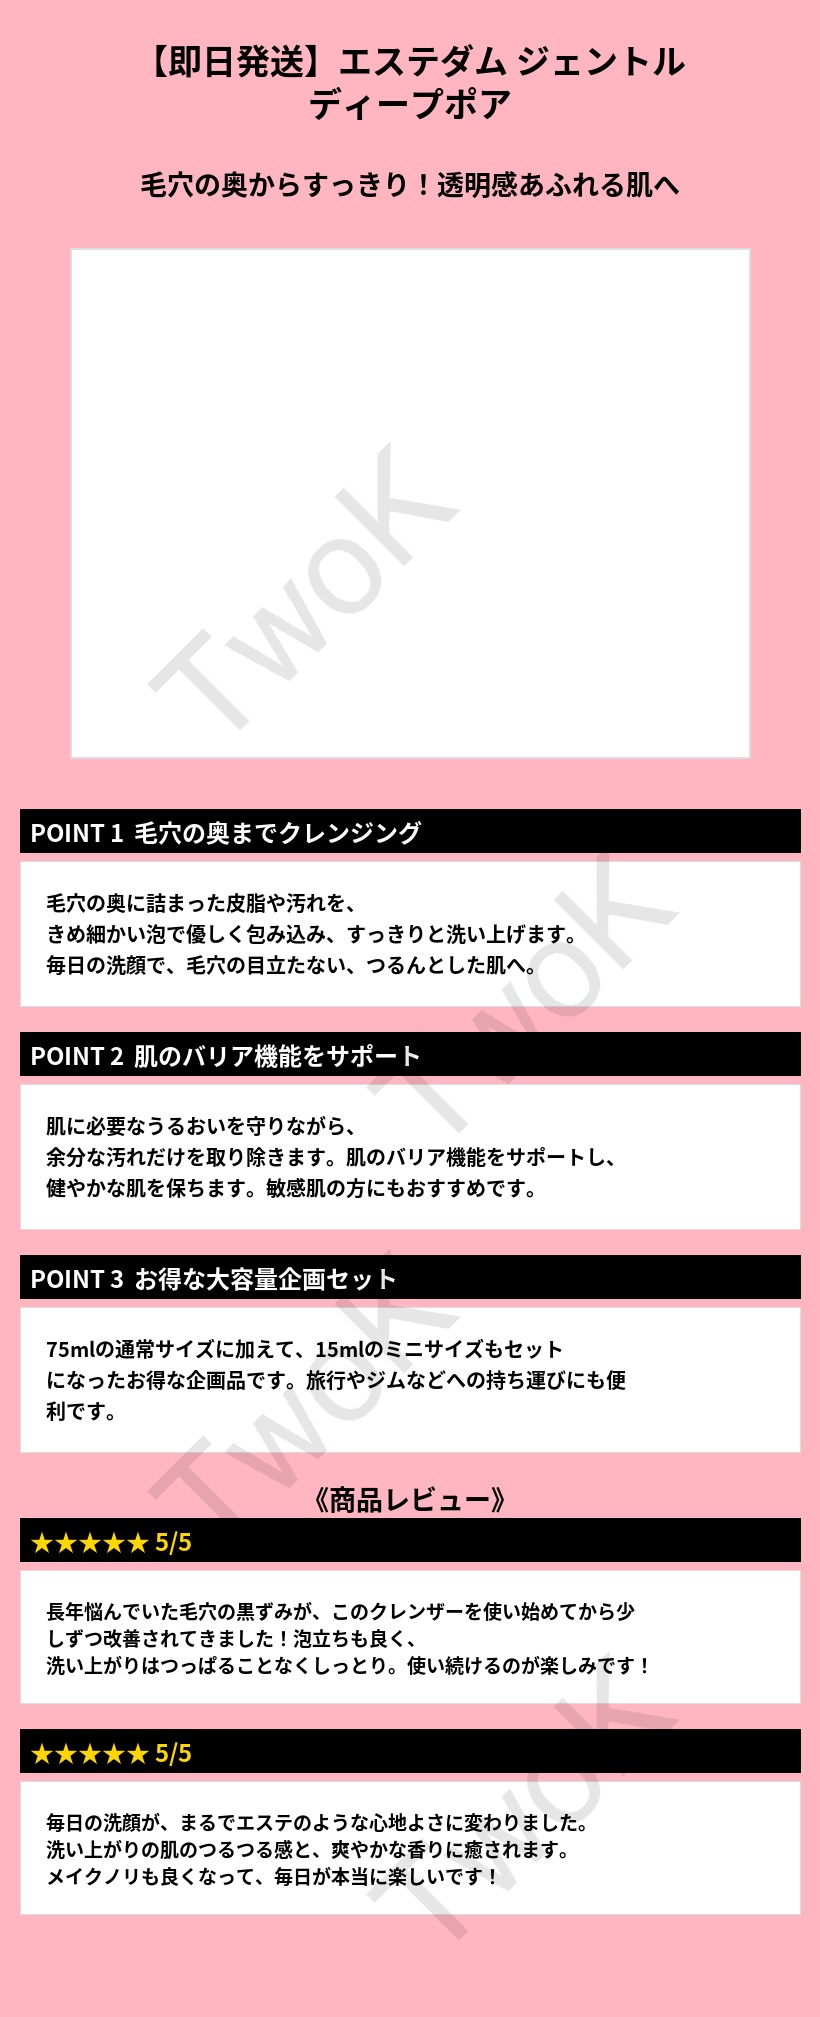 【即日発送】エステダム ジェントル
ディープポア
毛穴の奥からすっきり！透明感あふれる肌へ
TwoK
POINT 1 毛穴の奥までクレンジング
毛穴の奥に詰まった皮脂や汚れを、
きめ細かい泡で優しく包み込み、すっきりと洗い上げます。
毎日の洗顔で、毛穴の目立たない、つるんとした肌へ。
TwoK
POINT 2 肌のバリア機能をサポート
肌に必要なうるおいを守りながら、
余分な汚れだけを取り除きます。肌のバリア機能をサポートし、
健やかな肌を保ちます。敏感肌の方にもおすすめです。
POINT 3 お得な大容量企画セット
75mlの通常サイズに加えて、15mlのミニサイズもセット
になったお得な企画品です。旅行やジムなどへの持ち運びにも便
利です。
TwoK
《商品レビュー》
★★★★★ 5/5
長年悩んでいた毛穴の黒ずみが、このクレンザーを使い始めてから少
しずつ改善されてきました！泡立ちも良く、
洗い上がりはつっぱることなくしっとり。使い続けるのが楽しみです！
★★★★★ 5/5
毎日の洗顔が、まるでエステのような心地よさに変わりました。
洗い上がりの肌のつるつる感と、爽やかな香りに癒されます。
メイクノリも良くなって、毎日が本当に楽しいです！
TwoK